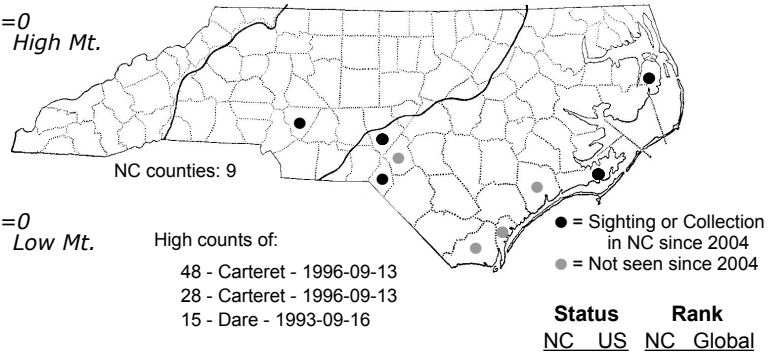 =0
High Mt.
NC counties: 9
=0
Low Mt.
High counts of:
48 - Carteret - 1996-09-13
28 - Carteret - 1996-09-13
15 - Dare - 1993-09-16
● = Sighting or Collection
in NC since 2004
● = Not seen since 2004
Status Rank
NC US NC Global